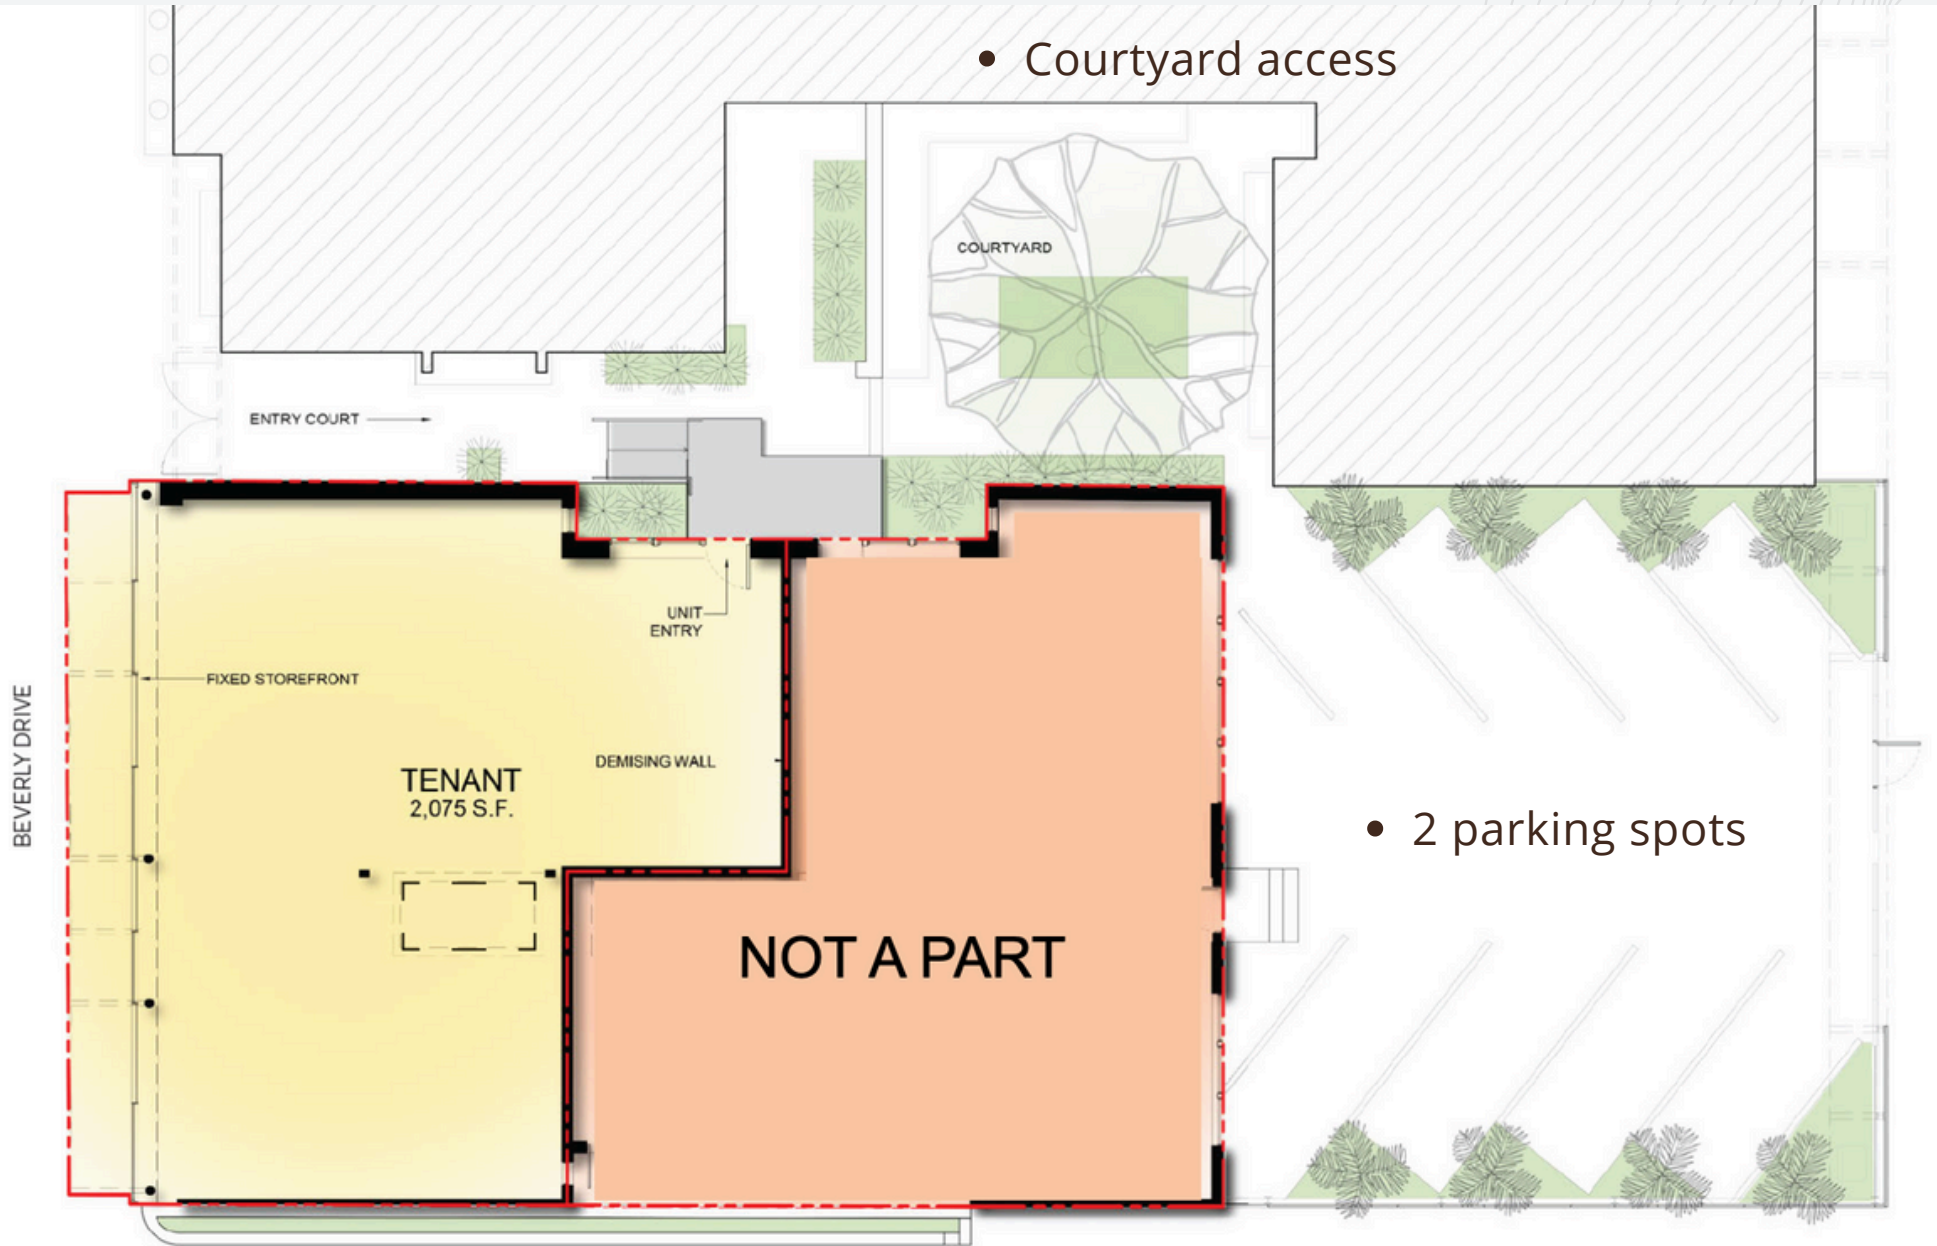 • Courtyard access
COURTYARD
ENTRY COURT
UNIT
ENTRY
FIXED STOREFRONT
BEVERLY DRIVE
DEMISING WALL
TENANT
2,075 S.F.
• 2 parking spots
NOT A PART